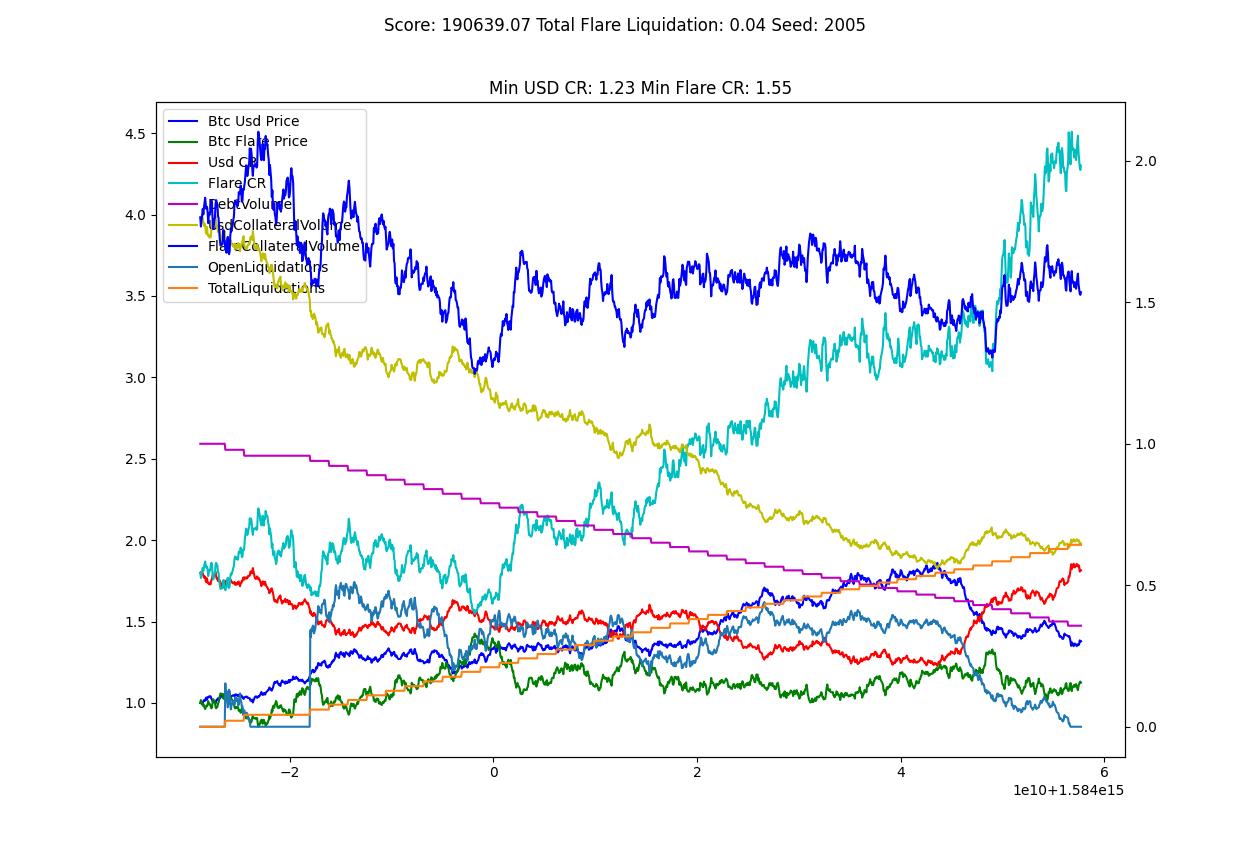 Score: 190639.07 Total Flare Liquidation: 0.04 Seed: 2005
Min USD CR: 1.23 Min Flare CR: 1.55
Btc Usd Price
Btc Flare Price
Usd CR
Flare CR
DebtVolume
UsdCollateralVolume
FlareCollateralVolume
OpenLiquidations
TotalLiquidations
4.5
4.0
3.5
3.0
2.5
2.0
1.5
1.0
2.0
1.5
1.0
0.5
0.0
−2
0
2
4
6
1e10+1.584e15